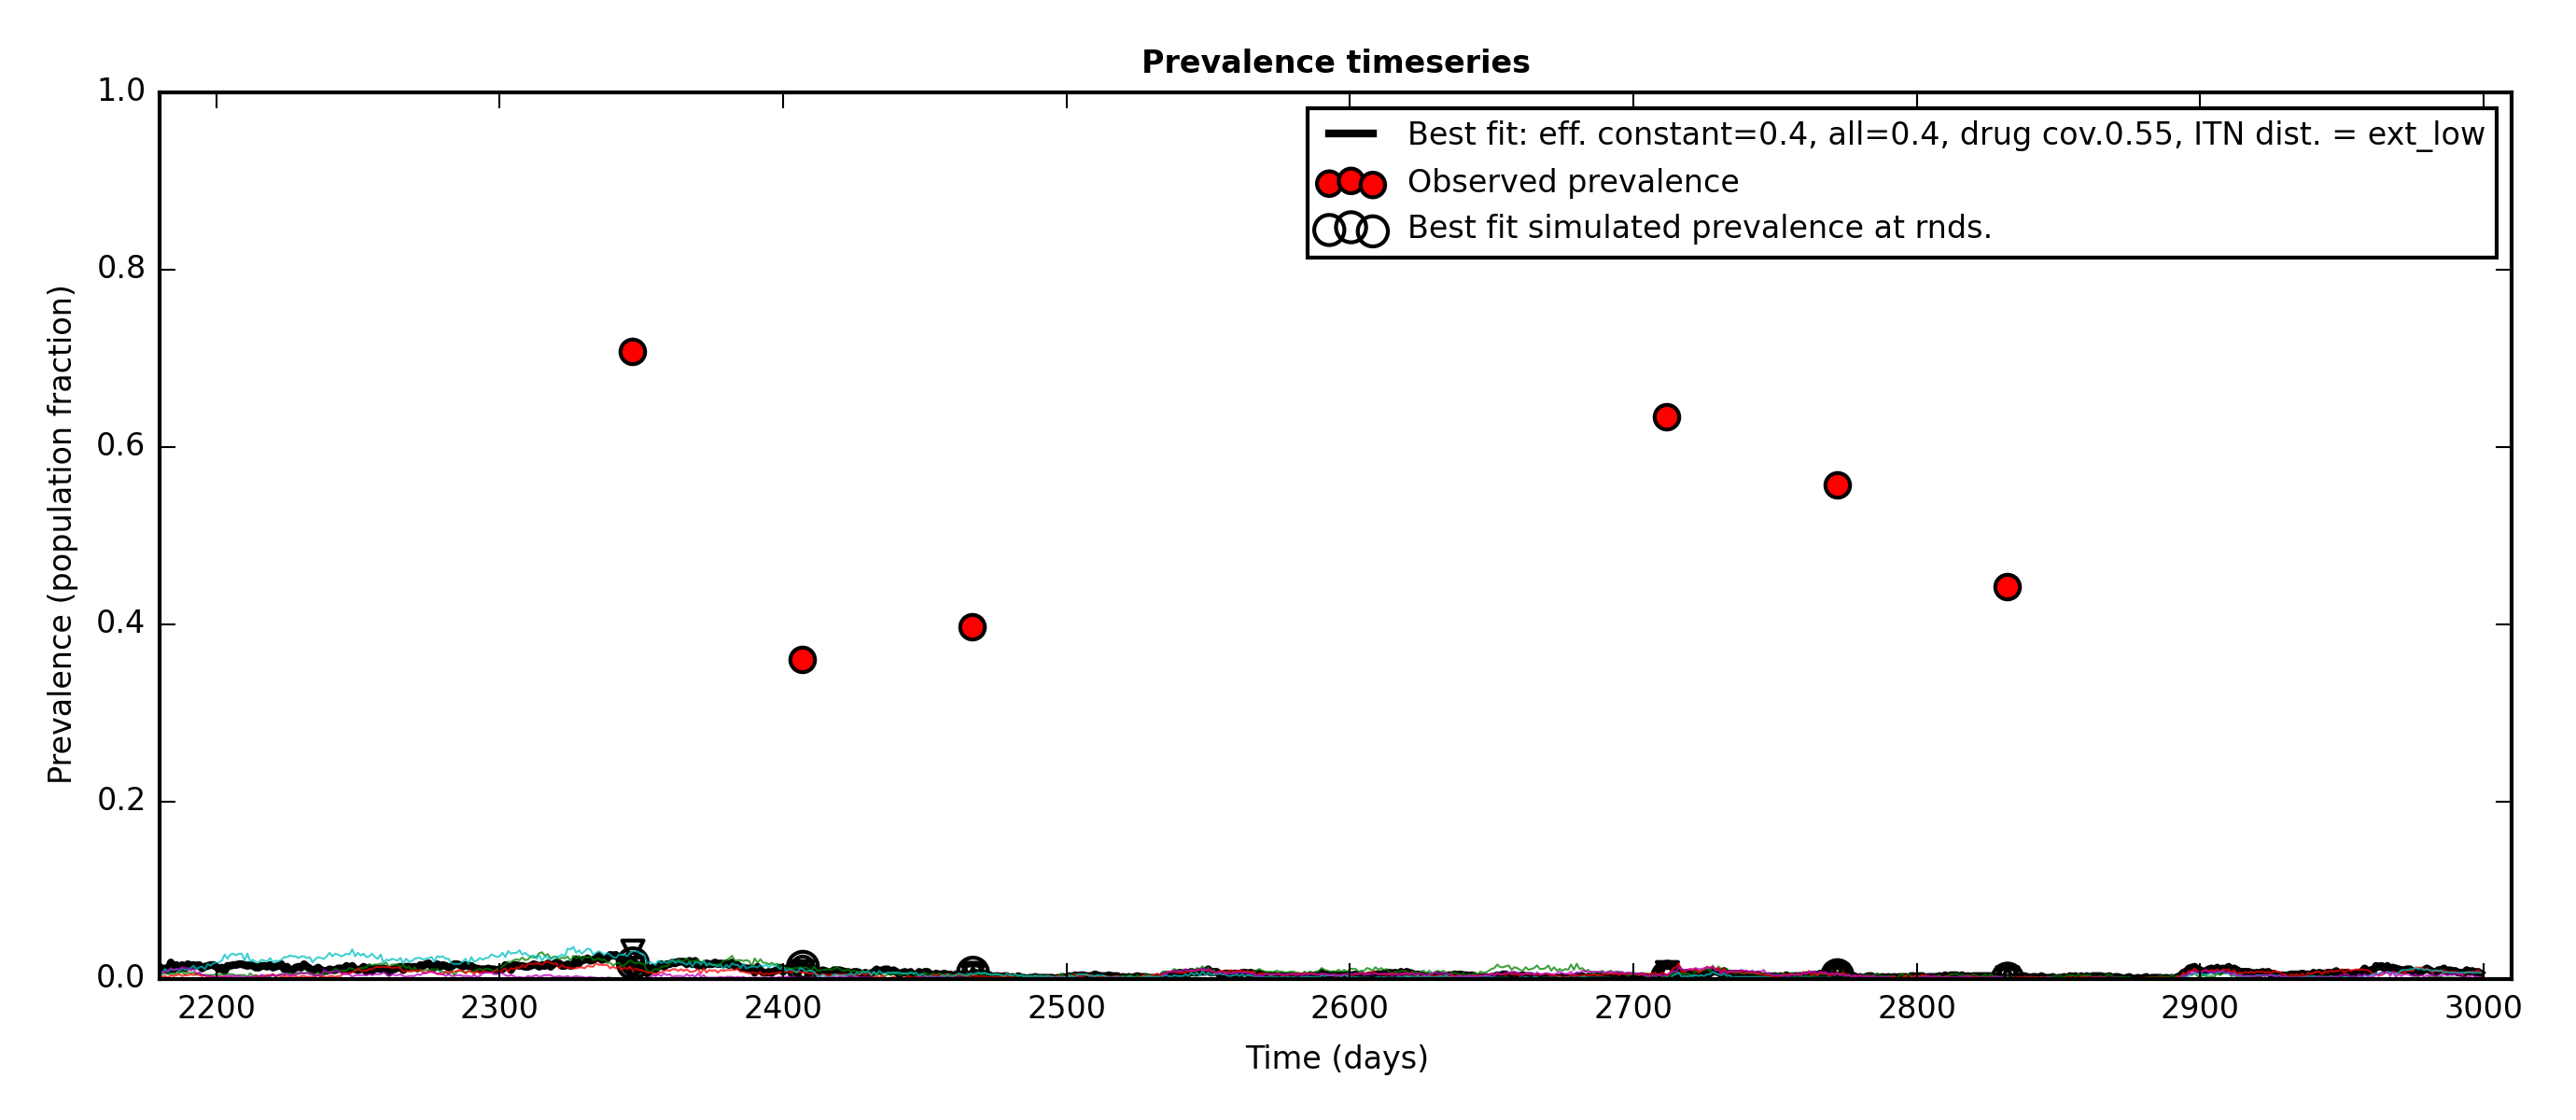 Prevalence timeseries
Best fit: eff. constant=0.4, all=0.4, drug cov.0.55, ITN dist. = ext_low
Observed prevalence
Best fit simulated prevalence at rnds.
Prevalence (population fraction)
1.0
0.8
0.6
0.4
0.2
0.0
2200 2300 2400 2500 2600 2700 2800 2900 3000
Time (days)